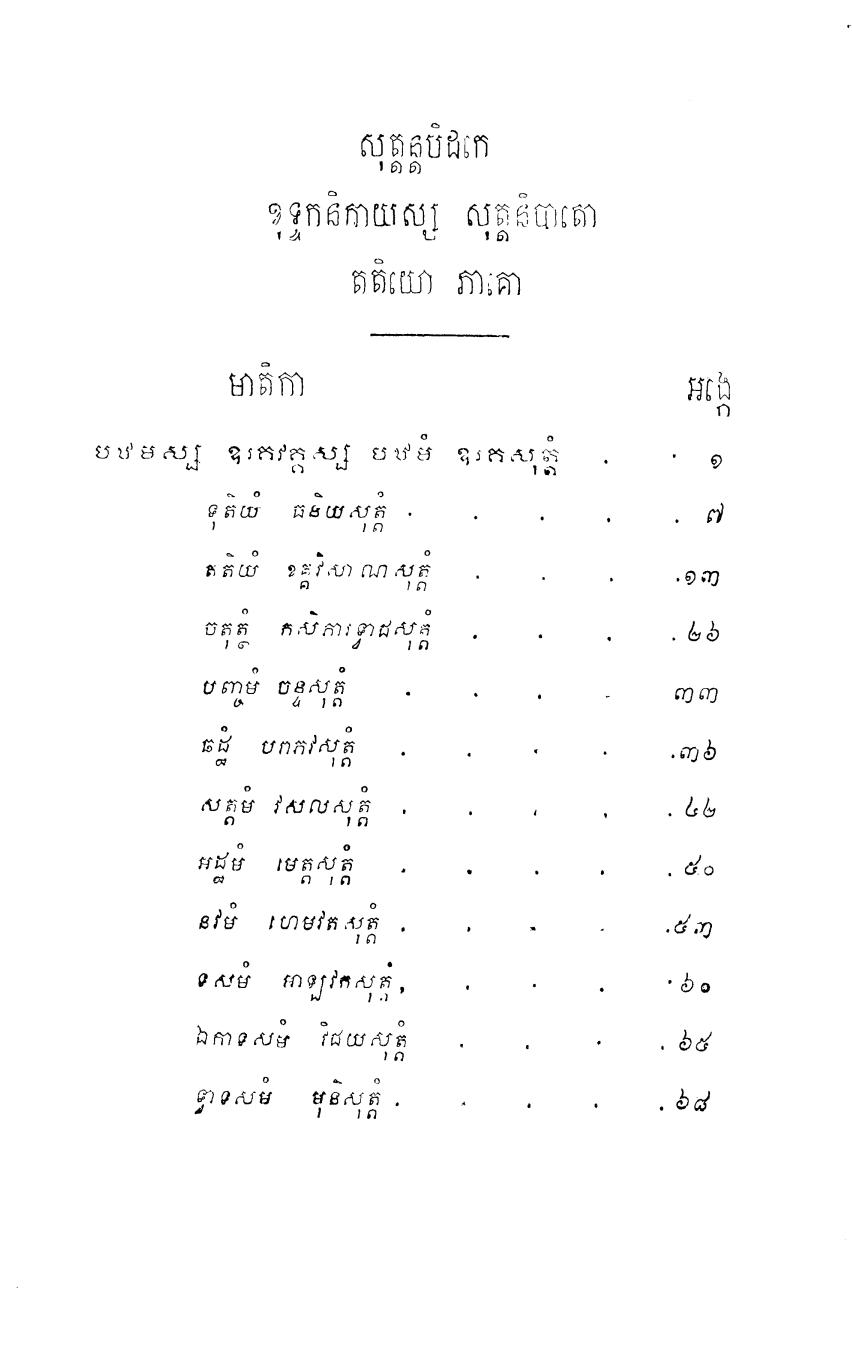 សុត្តន្តបិដកេ
ខុទ្ទកនិកាយស្ស សុត្តនិបាតោ
តតិយោ ភាគោ
មាតិកា អង្កេ
បឋមស្ស ឧរគវគ្គស្ស បឋមំ ឧរគសុត្តំ . . ១
ទុតិយំ ធនិយសុត្តំ . . . . . ៧
តតិយំ ខគ្គវិសាណសុត្តំ . . . . ១៣
ចតុត្ថំ កសិភារទ្វាជសុត្តំ . . . . ២៦
បញ្ចមំ ចុន្ទសុត្តំ . . . . ៣៣
ឆដ្ឋំ បរាភវសុត្តំ . . . . . ៣៦
សត្តមំ វសលសុត្តំ . . . . . ៤២
អដ្ឋមំ មេត្តសុត្តំ . . . . . ៥០
នវមំ ហេមវតសុត្តំ . . . . . ៥៣
ទសមំ អាឡវកសុត្តំ . . . . . ៦០
ឯកាទសមំ វិជយសុត្តំ . . . . ៦៥
ទ្វាទសមំ មុនិសុត្តំ . . . . . ៦៨